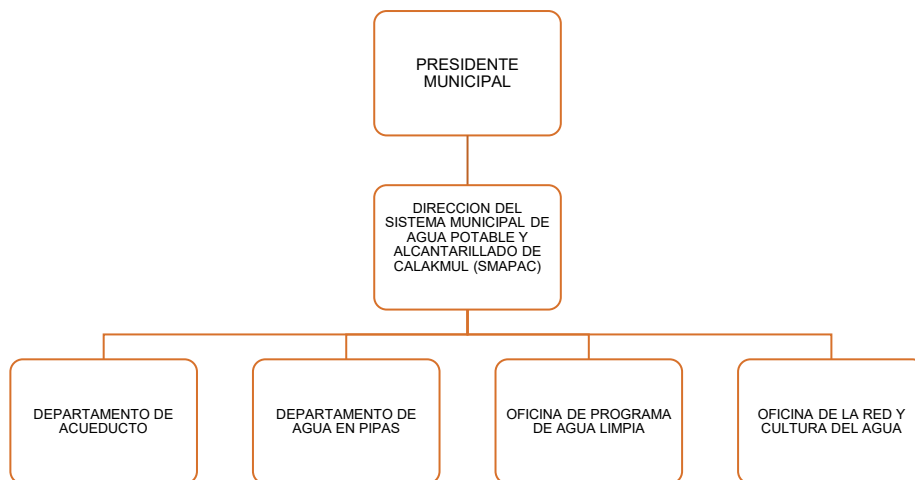 PRESIDENTE
MUNICIPAL
DIRECCION DEL
SISTEMA MUNICIPAL DE
AGUA POTABLE Y
ALCANTARILLADO DE
CALAKMUL (SMAPAC)
DEPARTAMENTO DE
ACUEDUCTO
DEPARTAMENTO DE
AGUA EN PIPAS
OFICINA DE PROGRAMA
DE AGUA LIMPIA
OFICINA DE LA RED Y
CULTURA DEL AGUA